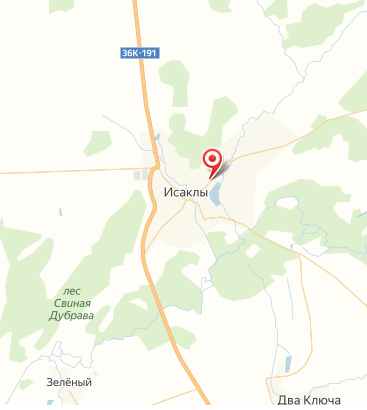 36К-191
Исаклы
лес
Свиная
Дубрава
Зелёный
Два Ключа